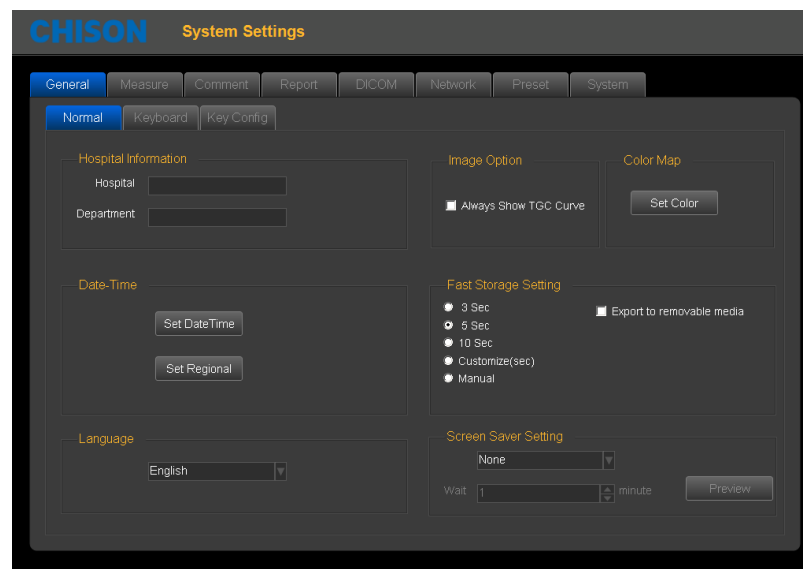 CHISON
System Settings
General Measure Comment Report DICOM Network Preset System
Normal Keyboard Key Config
Hospital Information
Hospital
Department
Image Option
Always Show TGC Curve
Color Map
Set Color
Date-Time
Set DateTime
Set Regional
Fast Storage Setting
3 Sec
5 Sec
10 Sec
Customize(sec)
Manual
Export to removable media
Language
English
Screen Saver Setting
None
Wait 1 minute
Preview